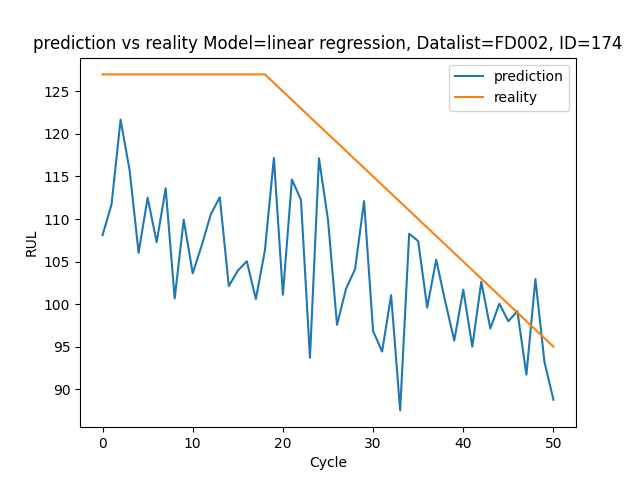 prediction vs reality Model=linear regression, Datalist=FD002, ID=174
prediction
reality
125
120
115
110
105
100
95
90
RUL
0 10 20 30 40 50
Cycle